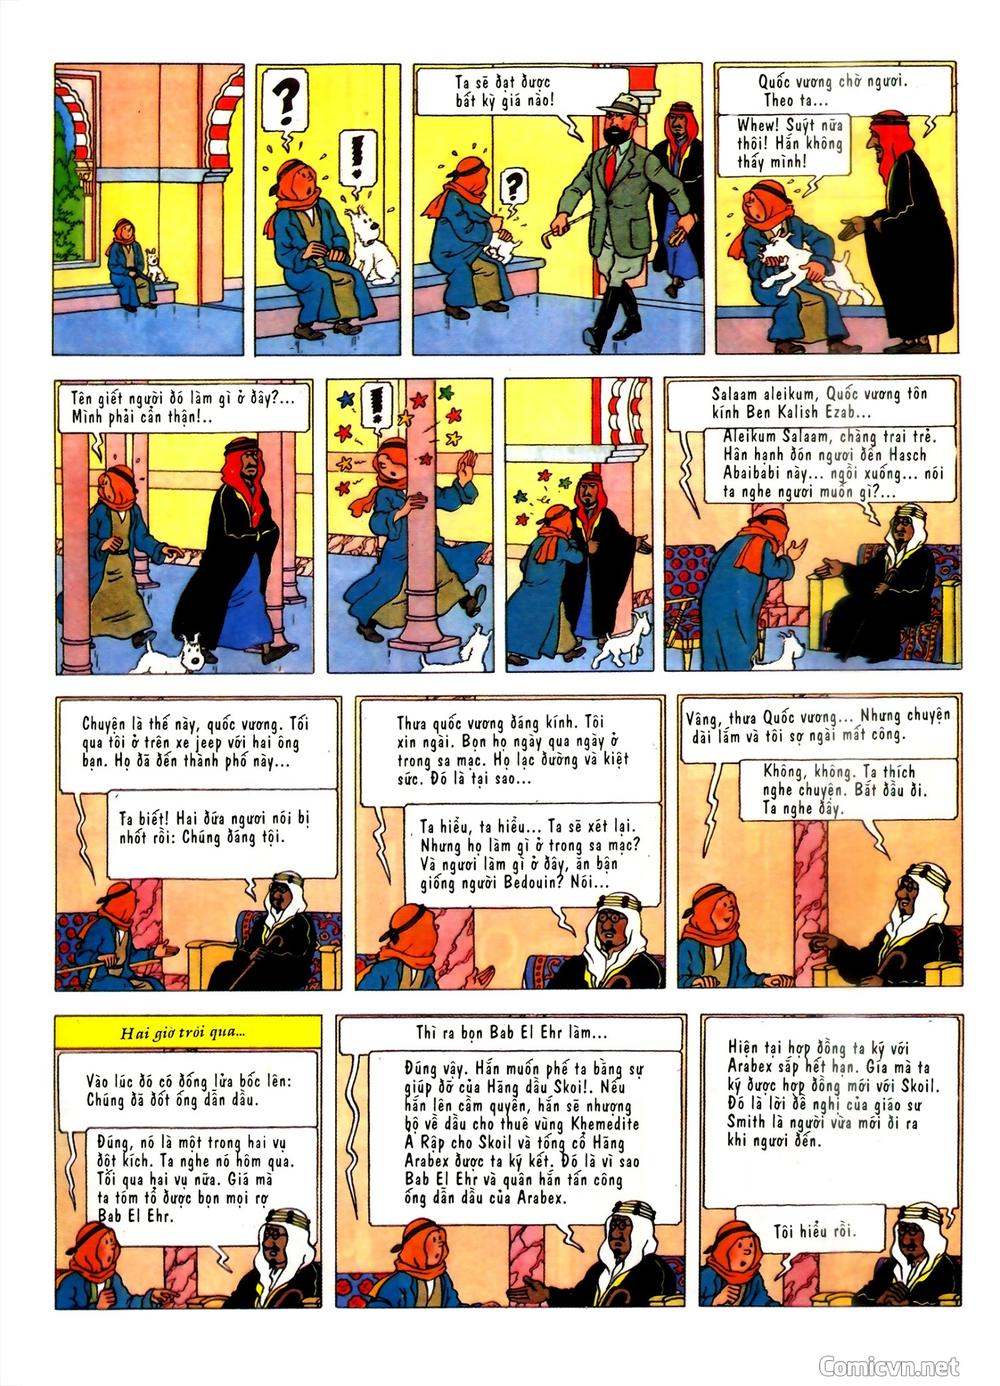 ?
!
Ta sẽ đạt được
bất kỳ giá nào!
?
Quốc vương chờ ngươi.
Theo ta...
Whew! Suýt nữa
thôi! Hắn không
thấy mình!
Tên giết người đó làm gì ở đây?...
Mình phải cẩn thận!..
!
Salaam aleikum, Quốc vương tôn
kính Ben Kalish Ezab...
Aleikum Salaam, chàng trai trẻ.
Hân hạnh đón ngươi đến Hasch
Abaibabi này... ngồi xuống... nói
ta nghe ngươi muốn gì?...
Chuyện là thế này, quốc vương. Tối
qua tôi ở trên xe jeep với hai ông
bạn. Họ đã đến thành phố này...
Ta biết! Hai đứa ngươi nói bị
nhốt rồi: Chúng đáng tội.
Thưa quốc vương đáng kính. Tôi
xin ngài. Bọn họ ngày qua ngày ở
trong sa mạc. Họ lạc đường và kiệt
sức. Đó là tại sao...
Ta hiểu, ta hiểu... Ta sẽ xét lại.
Nhưng họ làm gì ở trong sa mạc?
Và ngươi làm gì ở đây, ăn bận
giống người Bedouin? Nói...
Vâng, thưa Quốc vương... Nhưng chuyện
dài lắm và tôi sợ ngài mất công.
Không, không. Ta thích
nghe chuyện. Bắt đầu đi.
Ta nghe đây.
Hai giờ trôi qua...
Vào lúc đó có đống lửa bốc lên:
Chúng đã đốt ống dẫn dầu.
Đúng, nó là một trong hai vụ
đột kích. Ta nghe nó hôm qua.
Tối qua hai vụ nữa. Giá mà
ta tóm tổ được bọn mọi rợ
Bab El Ehr.
Thì ra bọn Bab El Ehr làm...
Đúng vậy. Hắn muốn phế ta bằng sự
giúp đỡ của Hãng dầu Skoi!. Nếu
hắn lên cầm quyền, hắn sẽ nhượng
bộ về dầu cho thuê vùng Khemedite
A Rập cho Skoil và tống cổ Hãng
Arabex được ta ký kết. Đó là vì sao
Bab El Ehr và quân hắn tấn công
ống dẫn dầu của Arabex.
Hiện tại hợp đồng ta ký với
Arabex sắp hết hạn. Gía mà ta
ký được hợp đồng mới với Skoil.
Đó là lời đề nghị của giáo sư
Smith là người vừa mới đi ra
khi ngươi đến.
Tôi hiểu rồi.
Comicvn.net